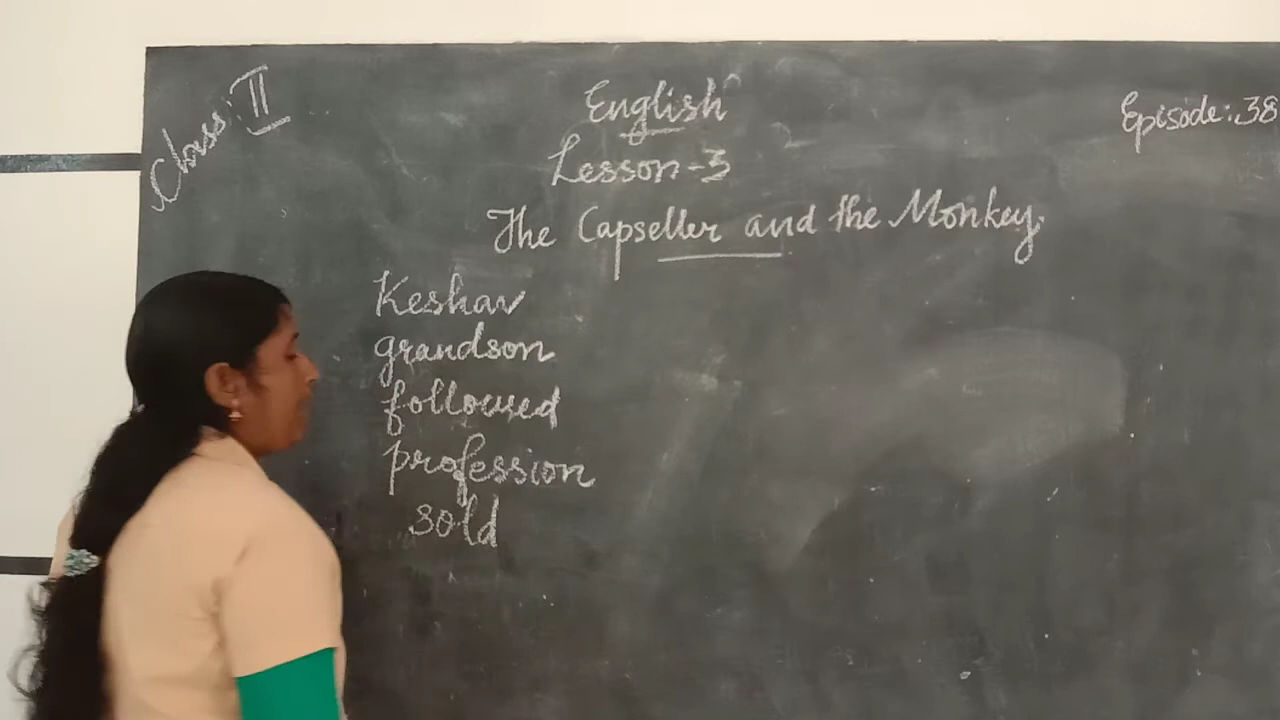 Class: II
English
Episode: 38
Lesson - 3
The Capseller and the Monkey.
Keshav
grandson
followed
profession
sold